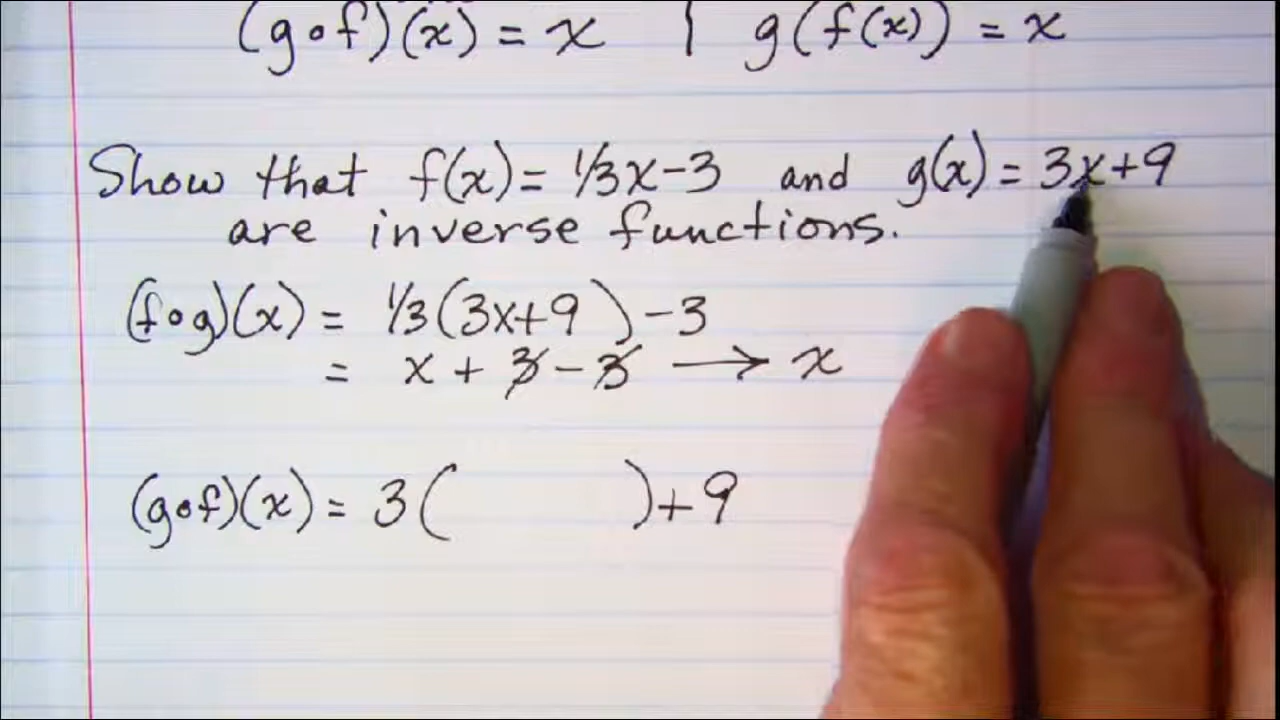 (g∘f)(x) = x | g(f(x)) = x
Show that f(x) = 1/3x-3 and g(x) = 3x+9
are inverse functions.
(f∘g)(x) = 1/3(3x+9 )-3
= x + 3 - 3 → x
(g∘f)(x) = 3( )+9